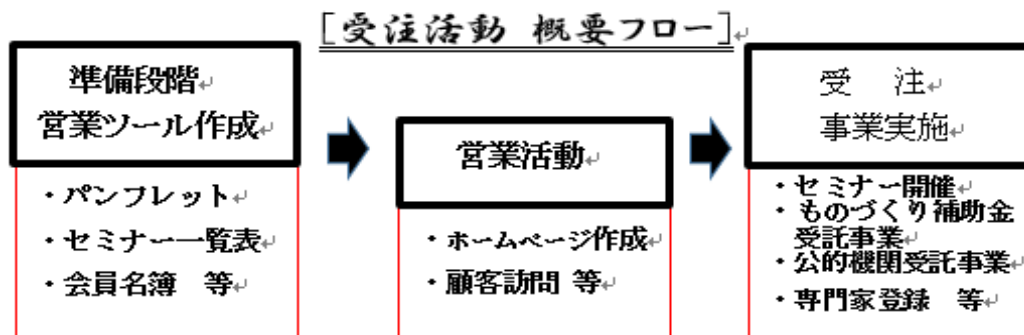 [受注活動 概要フロー]
準備段階
営業ツール作成
・パンフレット
・セミナー一覧表
・会員名簿 等
営業活動
・ホームページ作成
・顧客訪問 等
受 注
事業実施
・セミナー開催
・ものづくり補助金
受託事業
・公的機関受託事業
・専門家登録 等